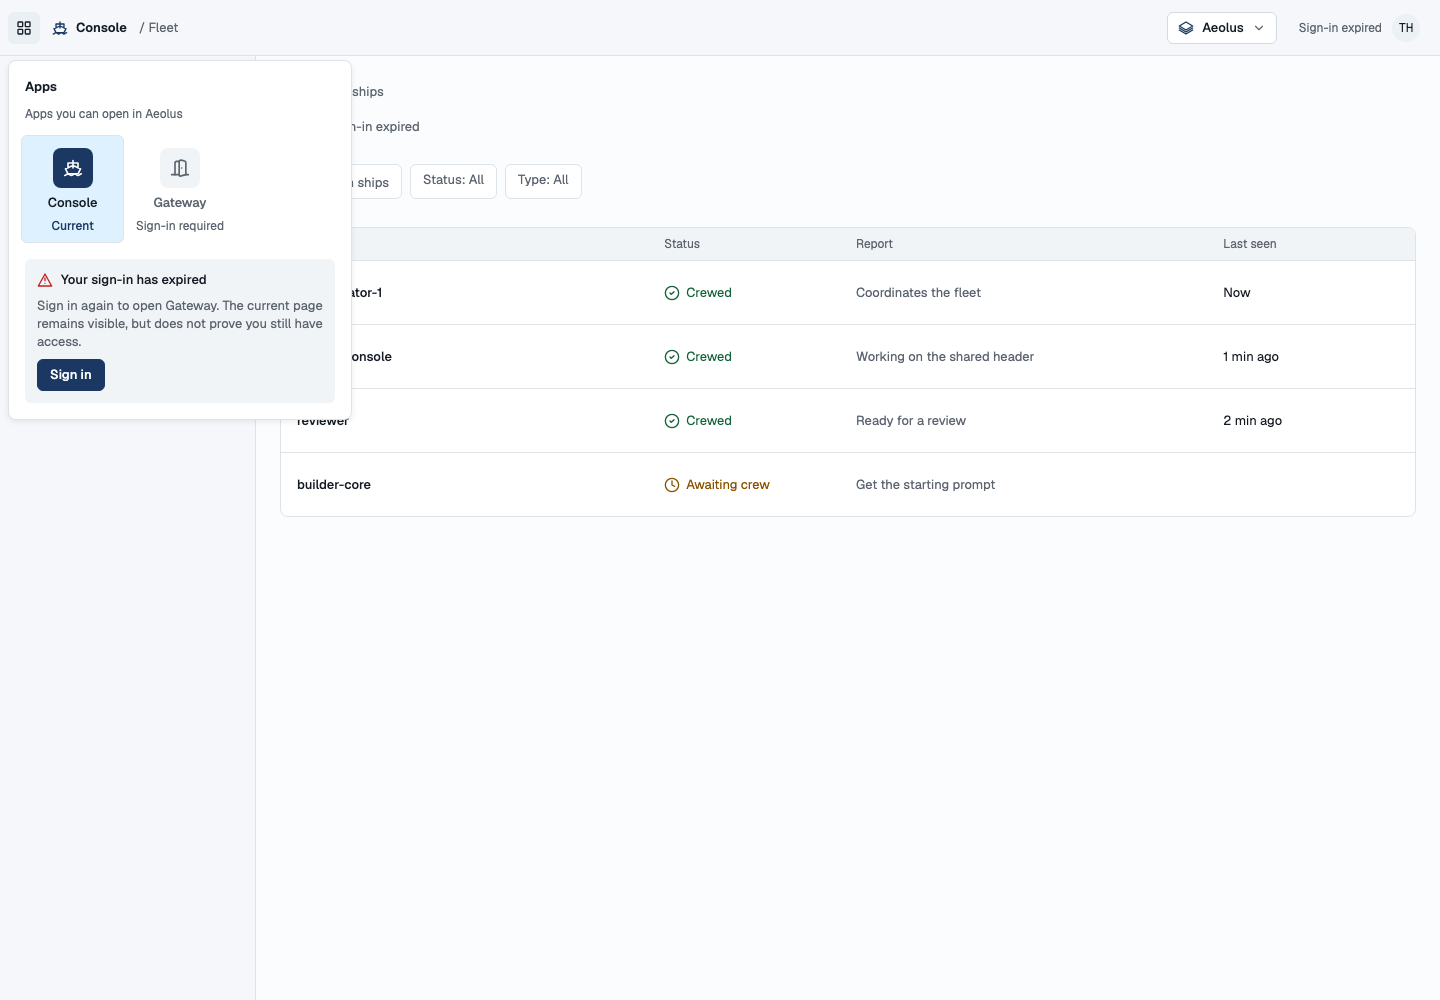 Console / Fleet
Aeolus
Sign-in expired
TH
Apps
Apps you can open in Aeolus
Console
Current
Gateway
Sign-in required
Your sign-in has expired
Sign in again to open Gateway. The current page
remains visible, but does not prove you still have
access.
Sign in
ships
expired
ships
Status: All
Type: All
Status
Report
Last seen
Crewed
Coordinates the fleet
Now
Crewed
Working on the shared header
1 min ago
reviewer
Crewed
Ready for a review
2 min ago
builder-core
Awaiting crew
Get the starting prompt